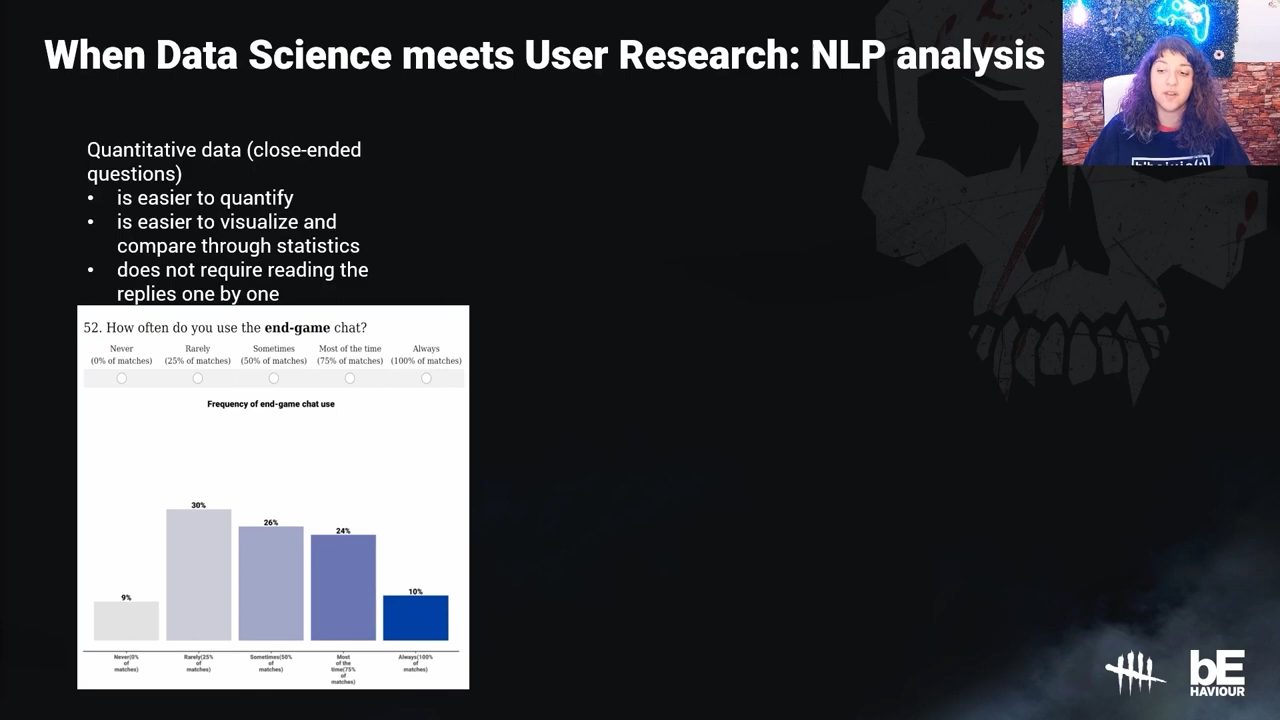 When Data Science meets User Research: NLP analysis
Quantitative data (close-ended
questions)
• is easier to quantify
• is easier to visualize and
compare through statistics
• does not require reading the
replies one by one
52. How often do you use the end-game chat?
Never Rarely Sometimes Most of the time Always
(0% of matches) (25% of matches) (50% of matches) (75% of matches) (100% of matches)
Frequency of end-game chat use
9%
30%
26%
24%
10%
Never(0%
of
matches)
Rarely(25%
of
matches)
Sometimes(50%
of
matches)
Most
of the
time(75%
of
matches)
Always(100%
of
matches)
bE
HAVIOUR